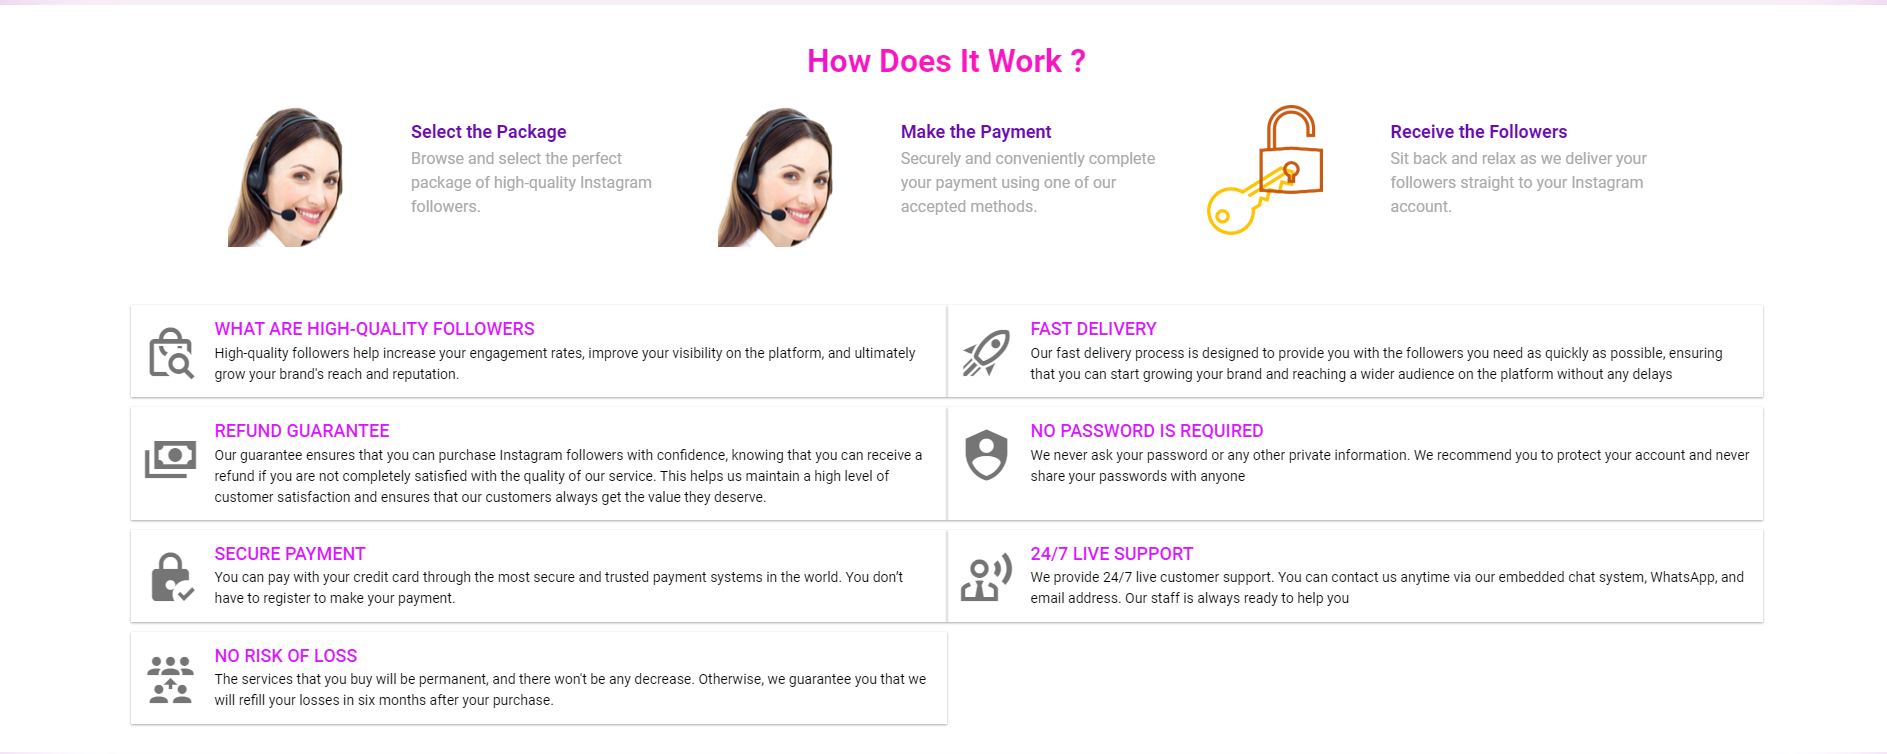 How Does It Work ?
Select the Package
Browse and select the perfect
package of high-quality Instagram
followers.
Make the Payment
Securely and conveniently complete
your payment using one of our
accepted methods.
Receive the Followers
Sit back and relax as we deliver your
followers straight to your Instagram
account.
WHAT ARE HIGH-QUALITY FOLLOWERS
High-quality followers help increase your engagement rates, improve your visibility on the platform, and ultimately
grow your brand's reach and reputation.
FAST DELIVERY
Our fast delivery process is designed to provide you with the followers you need as quickly as possible, ensuring
that you can start growing your brand and reaching a wider audience on the platform without any delays
REFUND GUARANTEE
Our guarantee ensures that you can purchase Instagram followers with confidence, knowing that you can receive a
refund if you are not completely satisfied with the quality of our service. This helps us maintain a high level of
customer satisfaction and ensures that our customers always get the value they deserve.
NO PASSWORD IS REQUIRED
We never ask your password or any other private information. We recommend you to protect your account and never
share your passwords with anyone
SECURE PAYMENT
You can pay with your credit card through the most secure and trusted payment systems in the world. You don’t
have to register to make your payment.
24/7 LIVE SUPPORT
We provide 24/7 live customer support. You can contact us anytime via our embedded chat system, WhatsApp, and
email address. Our staff is always ready to help you
NO RISK OF LOSS
The services that you buy will be permanent, and there won't be any decrease. Otherwise, we guarantee you that we
will refill your losses in six months after your purchase.